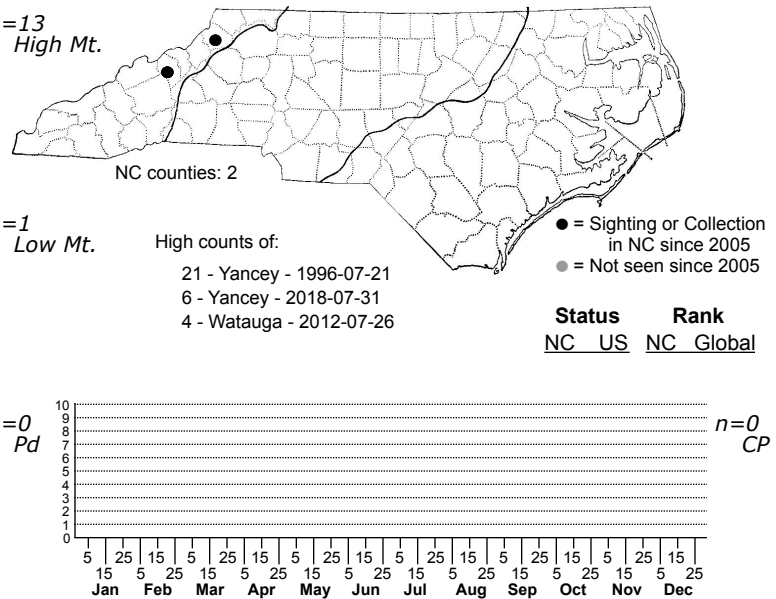 =13
High Mt.
NC counties: 2
=1
Low Mt.
High counts of:
21 - Yancey - 1996-07-21
6 - Yancey - 2018-07-31
4 - Watauga - 2012-07-26
● = Sighting or Collection
in NC since 2005
● = Not seen since 2005
Status Rank
NC US NC Global
=0
Pd
n=0
CP
10
9
8
7
6
5
4
3
2
1
0
5 25 15 5 25 15 5 25 15 5 25 15 5 25 15 5 25 15
15 5 25 15 5 25 15 5 25 15 5 25 15 5 25 15 5 25
Jan Feb Mar Apr May Jun Jul Aug Sep Oct Nov Dec